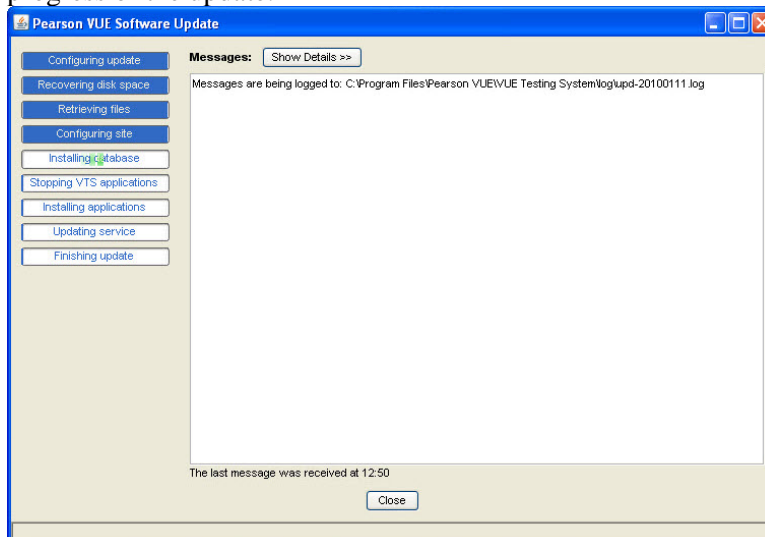 Pearson VUE Software Update
Configuring update
Recovering disk space
Retrieving files
Configuring site
Installing database
Stopping VTS applications
Installing applications
Updating service
Finishing update
Messages: Show Details >>
Messages are being logged to: C:\Program Files\Pearson VUE\VUE Testing System\log\upd-20100111.log
The last message was received at 12:50
Close